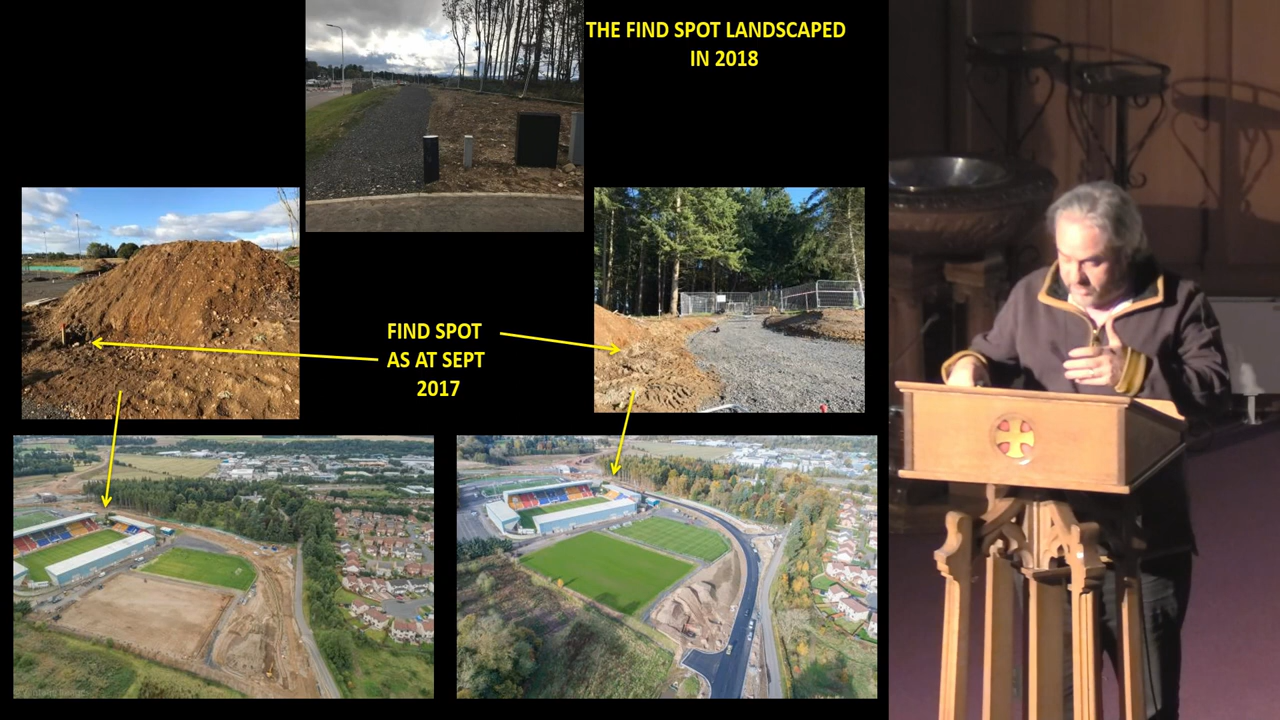 THE FIND SPOT LANDSCAPED
IN 2018
FIND SPOT
AS AT SEPT
2017